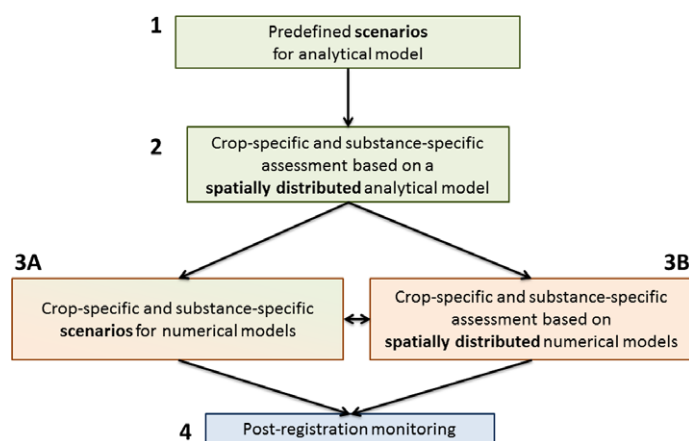 1
Predefined scenarios
for analytical model
2
Crop-specific and substance-specific
assessment based on a
spatially distributed analytical model
3A
Crop-specific and substance-specific
scenarios for numerical models
3B
Crop-specific and substance-specific
assessment based on
spatially distributed numerical models
4
Post-registration monitoring